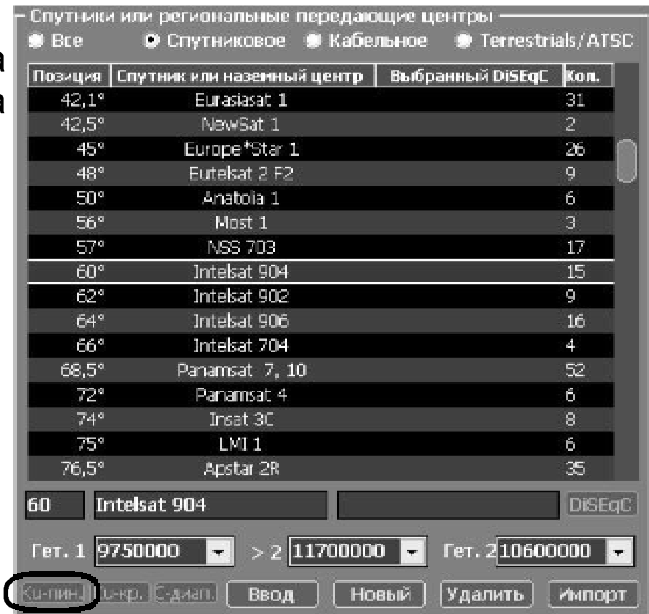 Спутники или региональные передающие центры
Все Спутниковое Кабельное Terrestrials/ATSC
а
а
Позиция Спутник или наземный центр Выбранный DiSEqC Кол.
42,1° Eurasiasat 1 31
42,5° NewSat 1 2
45° Europe*Star 1 26
48° Eutelsat 2 F2 9
50° Anatolia 1 6
56° Most 1 3
57° NSS 703 17
60° Intelsat 904 15
62° Intelsat 902 9
64° Intelsat 906 16
66° Intelsat 704 4
68,5° Panamsat 7, 10 52
72° Panamsat 4 6
74° Insat 3C 8
75° LMI 1 6
76,5° Apstar 2R 35
60 Intelsat 904 DiSEqC
Гет. 1 9750000 > 2 11700000 Гет. 2 10600000
Ku-лин. Ku-кр. C-диап. Ввод Новый Удалить Импорт